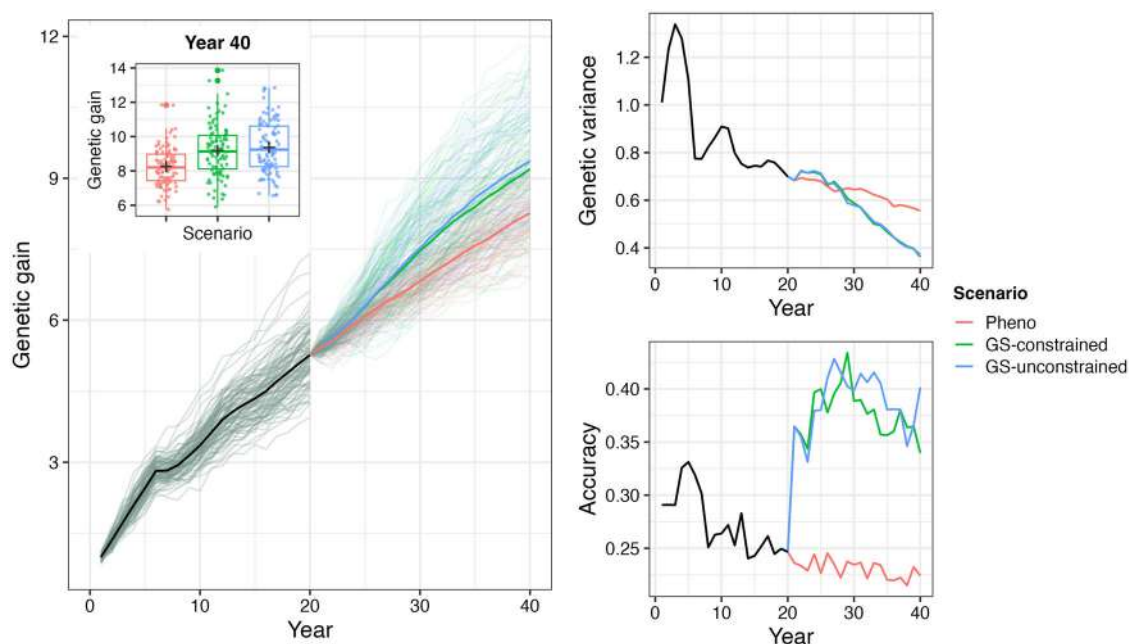 Genetic gain
12
9
6
3
0
10
20
30
40
Year
Year 40
Genetic gain
14
12
10
8
6
Scenario
Genetic variance
1.2
1.0
0.8
0.6
0.4
0
10
20
30
40
Year
Accuracy
0.40
0.35
0.30
0.25
0
10
20
30
40
Year
Scenario
Pheno
GS-constrained
GS-unconstrained